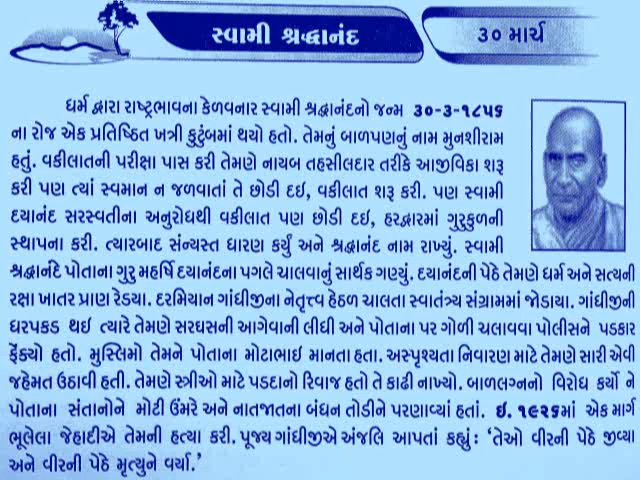 સ્વામી શ્રદ્ધાનંદ
૩૦ માર્ચ
ધર્મ દ્વારા રાષ્ટ્રભાવના કેળવનાર સ્વામી શ્રદ્ધાનંદનો જન્મ ૩૦-૩-૧૮૫૬
ના રોજ એક પ્રતિષ્ઠિત ખત્રી કુટુંબમાં થયો હતો. તેમનું બાળપણનું નામ મુનશીરામ
હતું. વકીલાતની પરીક્ષા પાસ કરી તેમણે નાયબ તહસીલદાર તરીકે આજીવિકા શરૂ
કરી પણ ત્યાં સ્વમાન ન જળવાતાં તે છોડી દઇ, વકીલાત શરૂ કરી. પણ સ્વામી
દયાનંદ સરસ્વતીના અનુરોધથી વકીલાત પણ છોડી દઇ, હરદ્વારમાં ગુરુકુળની
સ્થાપના કરી. ત્યારબાદ સંન્યસ્ત ધારણ કર્યું અને શ્રદ્ધાનંદ નામ રાખ્યું. સ્વામી
શ્રદ્ધાનંદે પોતાના ગુરુ મહર્ષિ દયાનંદના પગલે ચાલવાનું સાર્થક ગણ્યું. દયાનંદની પેઠે તેમણે ધર્મ અને સત્યની
રક્ષા ખાતર પ્રાણ રેડયા. દરમિયાન ગાંધીજીના નેતૃત્ત્વ હેઠળ ચાલતા સ્વાતંત્ર્ય સંગ્રામમાં જોડાયા. ગાંધીજીની
ધરપકડ થઇ ત્યારે તેમણે સરઘસની આગેવાની લીધી અને પોતાના પર ગોળી ચલાવવા પોલીસને પડકાર
ફેંક્યો હતો. મુસ્લિમો તેમને પોતાના મોટાભાઇ માનતા હતા. અસ્પૃશ્યતા નિવારણ માટે તેમણે સારી એવી
જહેમત ઉઠાવી હતી. તેમણે સ્ત્રીઓ માટે પડદાનો રિવાજ હતો તે કાઢી નાખ્યો. બાળલગ્નનો વિરોધ કર્યો ને
પોતાના સંતાનોને મોટી ઉંમરે અને નાતજાતના બંધન તોડીને પરણાવ્યાં હતાં. ઇ. ૧૯૨૬માં એક માર્ગ
ભૂલેલા જેહાદીએ તેમની હત્યા કરી. પૂજ્ય ગાંધીજીએ અંજલિ આપતાં કહ્યું : ‘તેઓ વીરની પેઠે જીવ્યા
અને વીરની પેઠે મૃત્યુને વર્યા.’